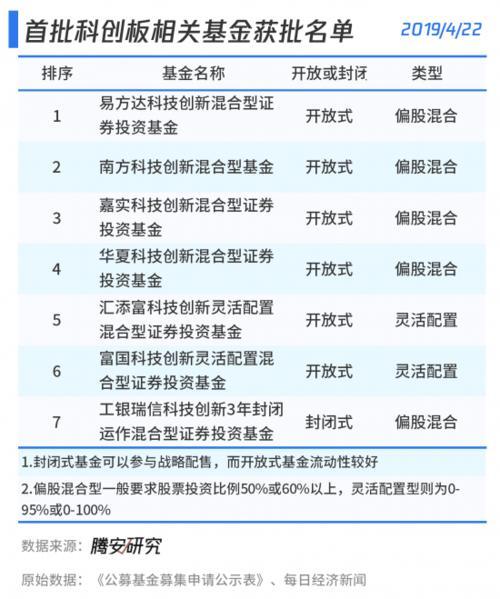 首批科创板相关基金获批名单 2019/4/22
排序 基金名称 开放或封闭 类型
1 易方达科技创新混合型证
券投资基金 开放式 偏股混合
2 南方科技创新混合型基金 开放式 偏股混合
3 嘉实科技创新混合型证券
投资基金 开放式 偏股混合
4 华夏科技创新混合型证券
投资基金 开放式 偏股混合
5 汇添富科技创新灵活配置
混合型证券投资基金 开放式 灵活配置
6 富国科技创新灵活配置混
合型证券投资基金 开放式 灵活配置
7 工银瑞信科技创新3年封闭
运作混合型证券投资基金 封闭式 偏股混合
1.封闭式基金可以参与战略配售，而开放式基金流动性较好
2.偏股混合型一般要求股票投资比例50%或60%以上，灵活配置型则为0-
95%或0-100%
数据来源： 腾安研究
原始数据：《公募基金募集申请公示表》、每日经济新闻